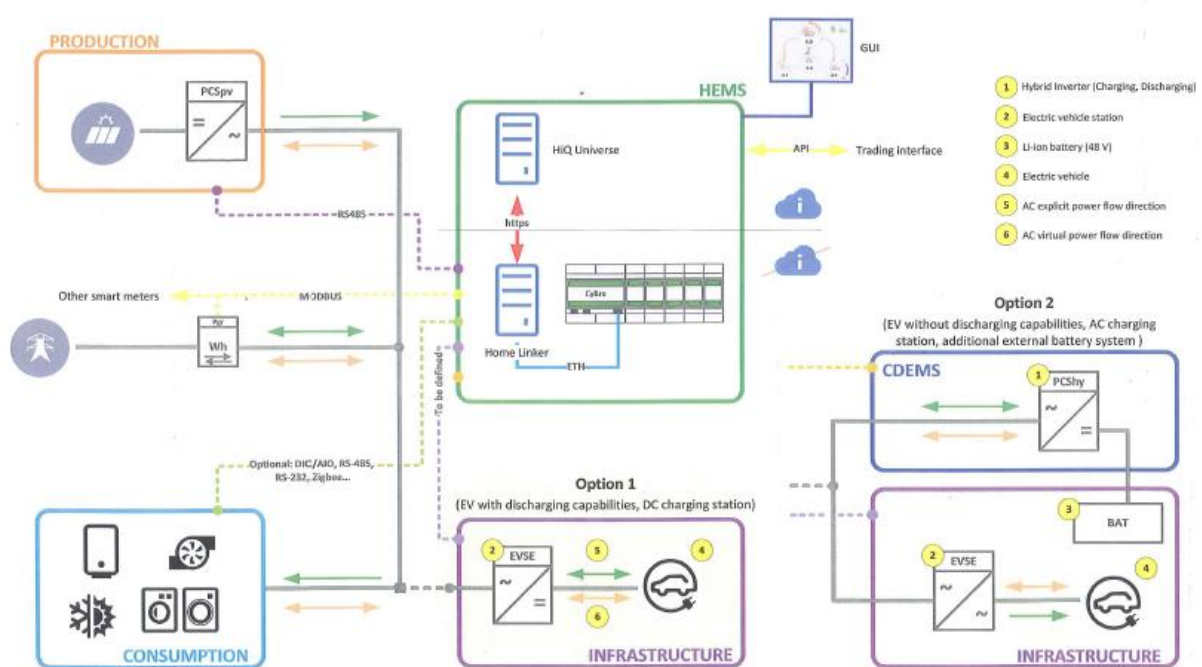 PRODUCTION
PCSpv
RS485
Other smart meters
MODBUS
Wh
Optional: DIC/AIO, RS-485,
RS-232, Zigbee...
To be defined
CONSUMPTION
HEMS
HiQ Universe
https
Home Linker
CyBro
ETH
GUI
API
Trading interface
1 Hybrid Inverter (Charging, Discharging)
2 Electric vehicle station
3 Li-ion battery (48 V)
4 Electric vehicle
5 AC explicit power flow direction
6 AC virtual power flow direction
Option 1
(EV with discharging capabilities, DC charging station)
2
EVSE
5
4
6
INFRASTRUCTURE
Option 2
(EV without discharging capabilities, AC charging
station, additional external battery system )
CDEMS
1
PCShy
3
BAT
2
EVSE
4
INFRASTRUCTURE